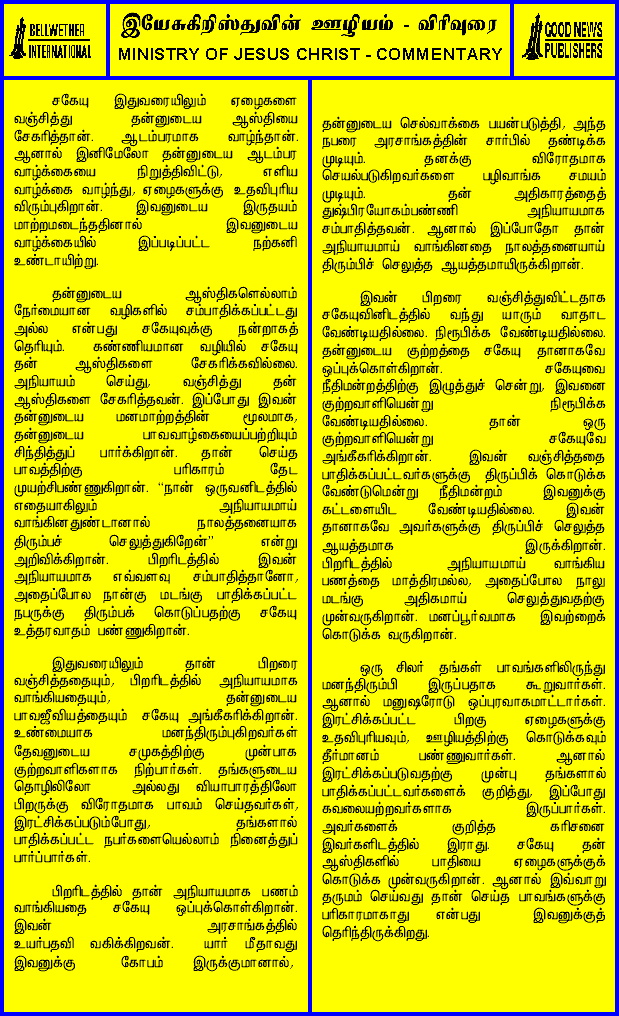 BELLWETHER
INTERNATIONAL
இயேசுகிறிஸ்துவின் ஊழியம் - விரிவுரை
MINISTRY OF JESUS CHRIST - COMMENTARY
GOOD NEWS
PUBLISHERS
சகேயு இதுவரையிலும் ஏழைகளை
வஞ்சித்து தன்னுடைய ஆஸ்தியை
சேகரித்தான். ஆடம்பரமாக வாழ்ந்தான்.
ஆனால் இனிமேலோ தன்னுடைய ஆடம்பர
வாழ்க்கையை நிறுத்திவிட்டு, எளிய
வாழ்க்கை வாழ்ந்து, ஏழைகளுக்கு உதவிபுரிய
விரும்புகிறான். இவனுடைய இருதயம்
மாற்றமடைந்ததினால் இவனுடைய
வாழ்க்கையில் இப்படிப்பட்ட நற்கனி
உண்டாயிற்று.
தன்னுடைய ஆஸ்திகளெல்லாம்
நேர்மையான வழிகளில் சம்பாதிக்கப்பட்டது
அல்ல என்பது சகேயுவுக்கு நன்றாகத்
தெரியும். கண்ணியமான வழியில் சகேயு
தன் ஆஸ்திகளை சேகரிக்கவில்லை.
அநியாயம் செய்து, வஞ்சித்து தன்
ஆஸ்திகளை சேகரித்தவன். இப்போது இவன்
தன்னுடைய மனமாற்றத்தின் மூலமாக,
தன்னுடைய பாவவாழ்கையைப்பற்றியும்
சிந்தித்துப் பார்க்கிறான். தான் செய்த
பாவத்திற்கு பரிகாரம் தேட
முயற்சிபண்ணுகிறான். “நான் ஒருவனிடத்தில்
எதையாகிலும் அநியாயமாய்
வாங்கினதுண்டானால் நாலத்தனையாக
திரும்பச் செலுத்துகிறேன்” என்று
அறிவிக்கிறான். பிறரிடத்தில் இவன்
அநியாயமாக எவ்வளவு சம்பாதித்தானோ,
அதைப்போல நான்கு மடங்கு பாதிக்கப்பட்ட
நபருக்கு திரும்பக் கொடுப்பதற்கு சகேயு
உத்தரவாதம் பண்ணுகிறான்.
இதுவரையிலும் தான் பிறரை
வஞ்சித்ததையும், பிறரிடத்தில் அநியாயமாக
வாங்கியதையும், தன்னுடைய
பாவஜீவியத்தையும் சகேயு அங்கீகரிக்கிறான்.
உண்மையாக மனந்திரும்புகிறவர்கள்
தேவனுடைய சமுகத்திற்கு முன்பாக
குற்றவாளிகளாக நிற்பார்கள். தங்களுடைய
தொழிலிலோ அல்லது வியாபாரத்திலோ
பிறருக்கு விரோதமாக பாவம் செய்தவர்கள்,
இரட்சிக்கப்படும்போது, தங்களால்
பாதிக்கப்பட்ட நபர்களையெல்லாம் நினைத்துப்
பார்ப்பார்கள்.
பிறரிடத்தில் தான் அநியாயமாக பணம்
வாங்கியதை சகேயு ஒப்புக்கொள்கிறான்.
இவன் அரசாங்கத்தில்
உயர்பதவி வகிக்கிறவன். யார் மீதாவது
இவனுக்கு கோபம் இருக்குமானால்,
தன்னுடைய செல்வாக்கை பயன்படுத்தி, அந்த
நபரை அரசாங்கத்தின் சார்பில் தண்டிக்க
முடியும். தனக்கு விரோதமாக
செயல்படுகிறவர்களை பழிவாங்க சமயம்
முடியும். தன் அதிகாரத்தைத்
துஷ்பிரயோகம்பண்ணி அநியாயமாக
சம்பாதித்தவன். ஆனால் இப்போதோ தான்
அநியாயமாய் வாங்கினதை நாலத்தனையாய்
திரும்பிச் செலுத்த ஆயத்தமாயிருக்கிறான்.
இவன் பிறரை வஞ்சித்துவிட்டதாக
சகேயுவினிடத்தில் வந்து யாரும் வாதாட
வேண்டியதில்லை. நிரூபிக்க வேண்டியதில்லை.
தன்னுடைய குற்றத்தை சகேயு தானாகவே
ஒப்புக்கொள்கிறான். சகேயுவை
நீதிமன்றத்திற்கு இழுத்துச் சென்று, இவனை
குற்றவாளியென்று நிரூபிக்க
வேண்டியதில்லை. தான் ஒரு
குற்றவாளியென்று சகேயுவே
அங்கீகரிக்கிறான். இவன் வஞ்சித்ததை
பாதிக்கப்பட்டவர்களுக்கு திருப்பிக் கொடுக்க
வேண்டுமென்று நீதிமன்றம் இவனுக்கு
கட்டளையிட வேண்டியதில்லை. இவன்
தானாகவே அவர்களுக்கு திருப்பிச் செலுத்த
ஆயத்தமாக இருக்கிறான்.
பிறரிடத்தில் அநியாயமாய் வாங்கிய
பணத்தை மாத்திரமல்ல, அதைப்போல நாலு
மடங்கு அதிகமாய் செலுத்துவதற்கு
முன்வருகிறான். மனப்பூர்வமாக இவற்றைக்
கொடுக்க வருகிறான்.
ஒரு சிலர் தங்கள் பாவங்களிலிருந்து
மனந்திரும்பி இருப்பதாக கூறுவார்கள்.
ஆனால் மனுஷரோடு ஒப்புரவாகமாட்டார்கள்.
இரட்சிக்கப்பட்ட பிறகு ஏழைகளுக்கு
உதவிபுரியவும், ஊழியத்திற்கு கொடுக்கவும்
தீர்மானம் பண்ணுவார்கள். ஆனால்
இரட்சிக்கப்படுவதற்கு முன்பு தங்களால்
பாதிக்கப்பட்டவர்களைக் குறித்து, இப்போது
கவலையற்றவர்களாக இருப்பார்கள்.
அவர்களைக் குறித்த கரிசனை
இவர்களிடத்தில் இராது. சகேயு தன்
ஆஸ்திகளில் பாதியை ஏழைகளுக்குக்
கொடுக்க முன்வருகிறான். ஆனால் இவ்வாறு
தருமம் செய்வது தான் செய்த பாவங்களுக்கு
பரிகாரமாகாது என்பது இவனுக்குத்
தெரிந்திருக்கிறது.